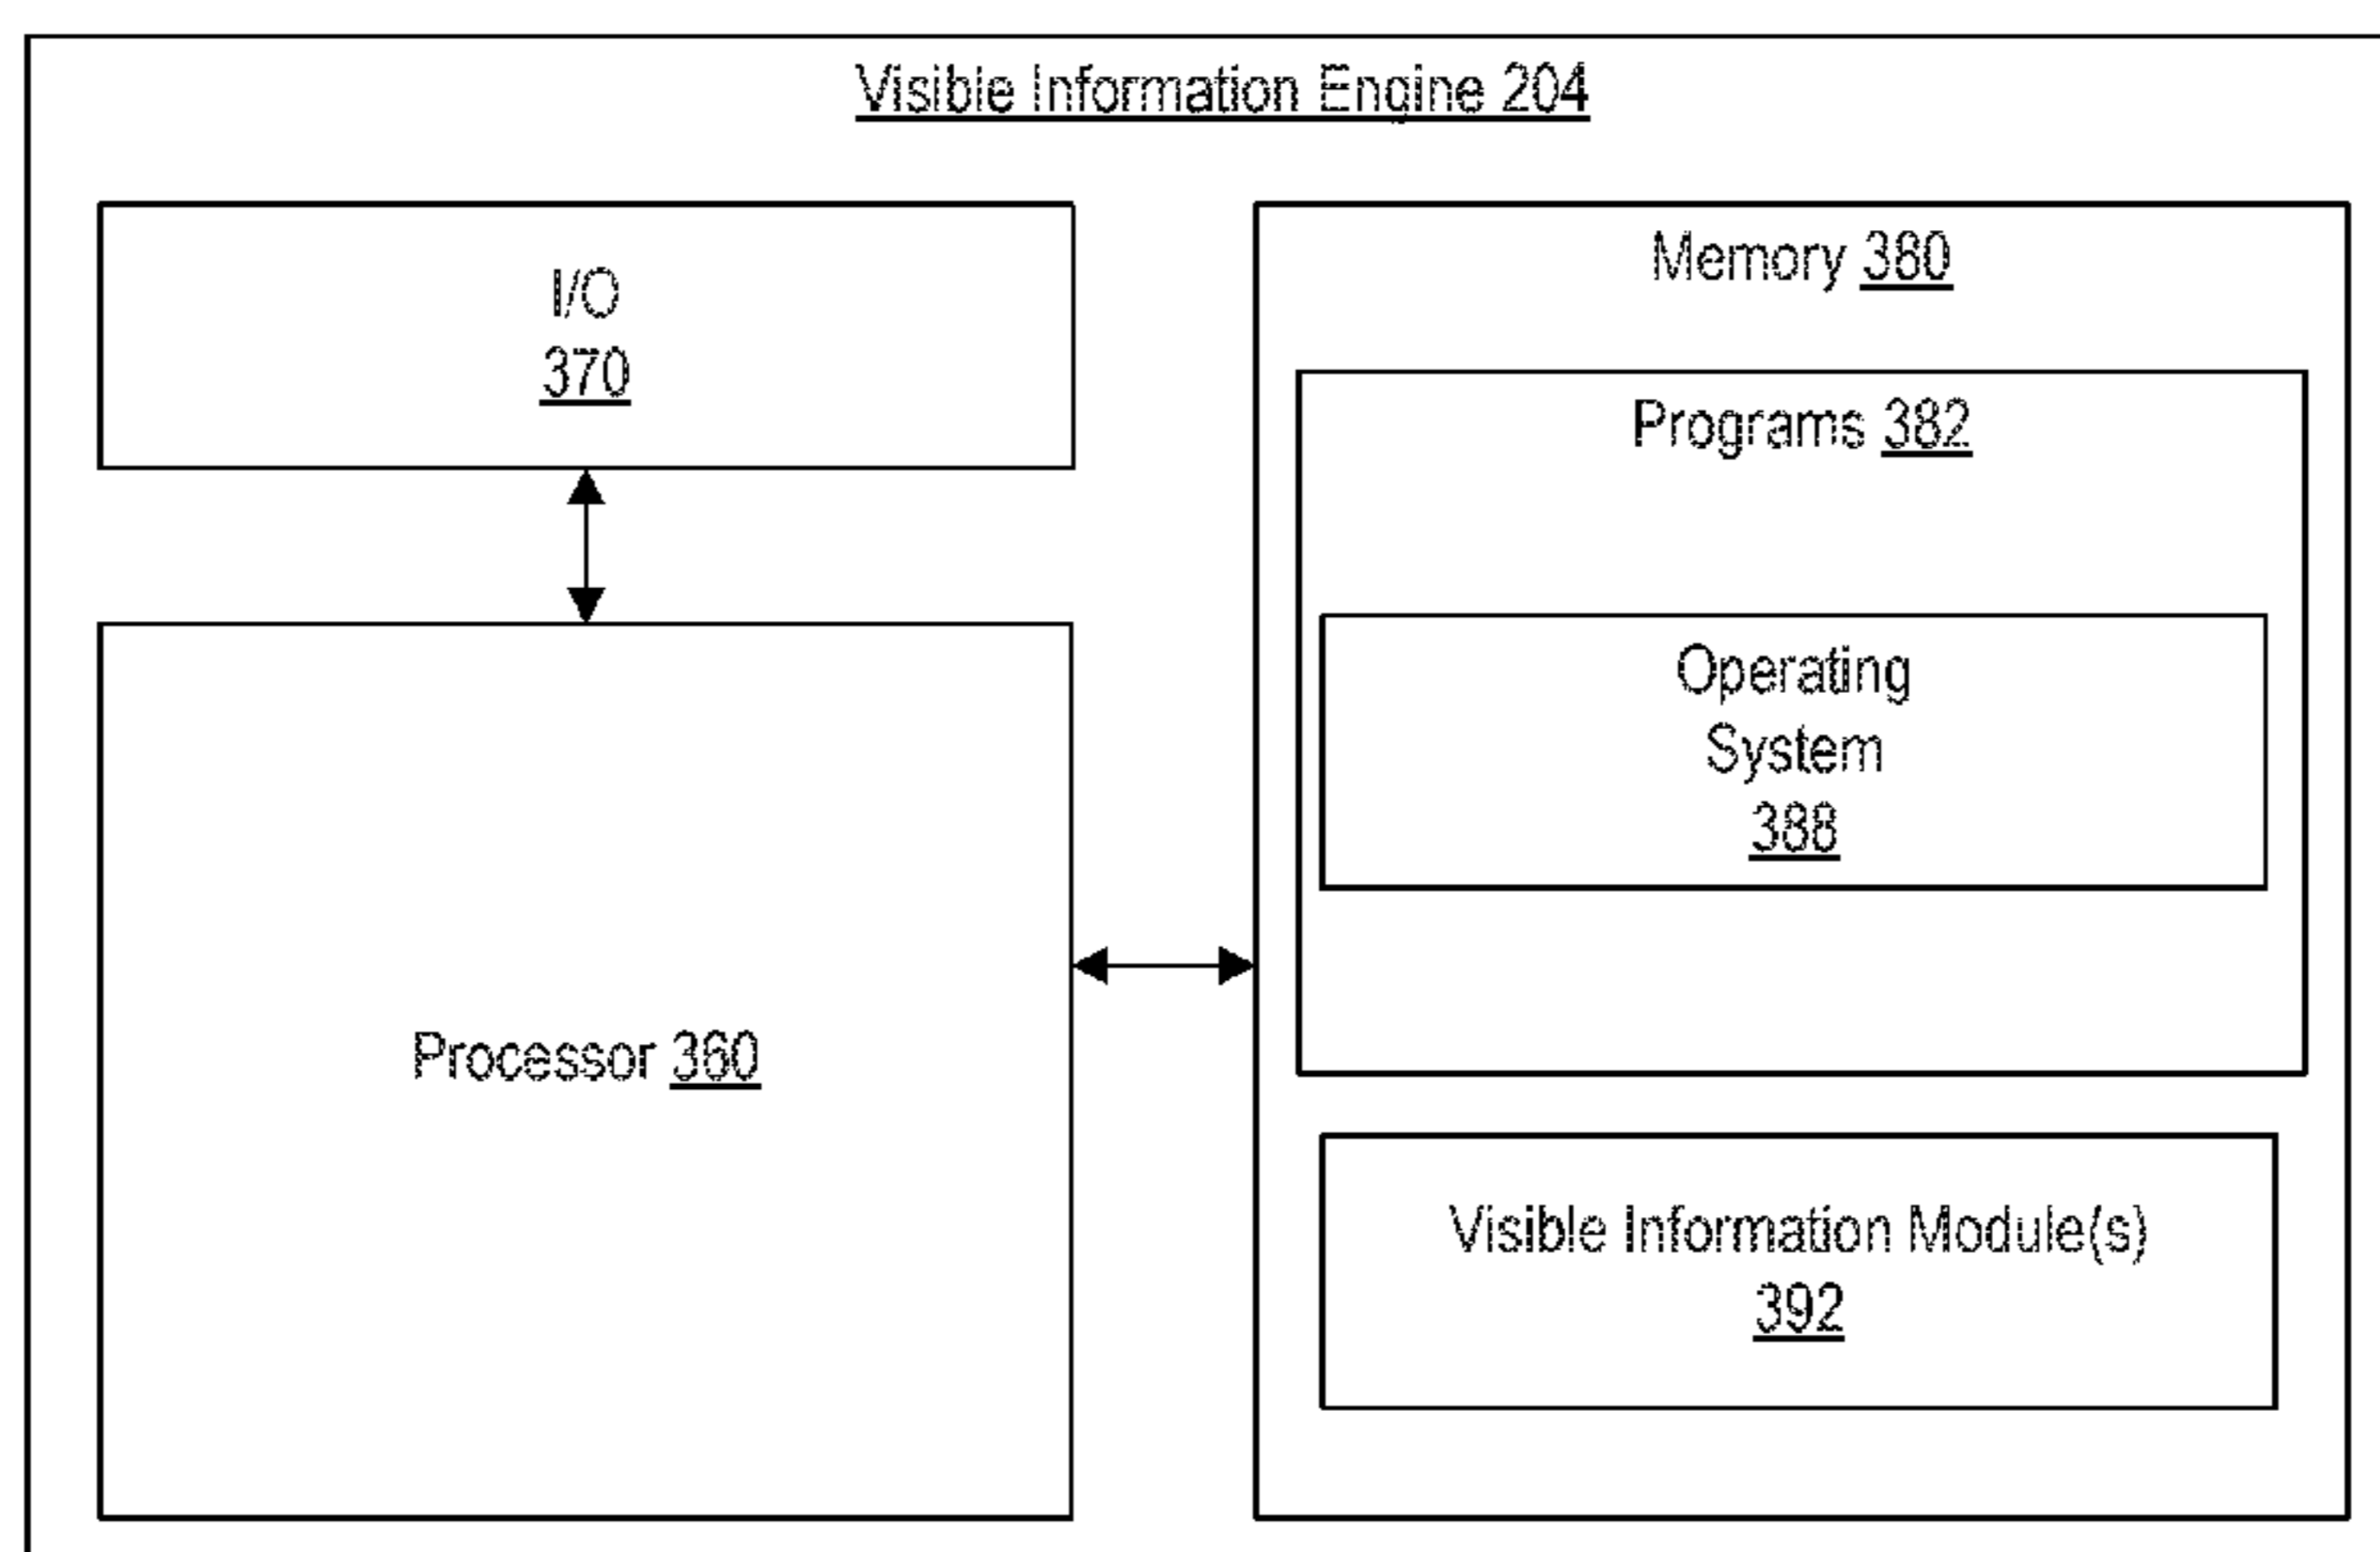 Visible Information Engine 204
I/O
370
Processor 360
Memory 380
Programs 382
Operating
System
388
Visible Information Module(s)
392